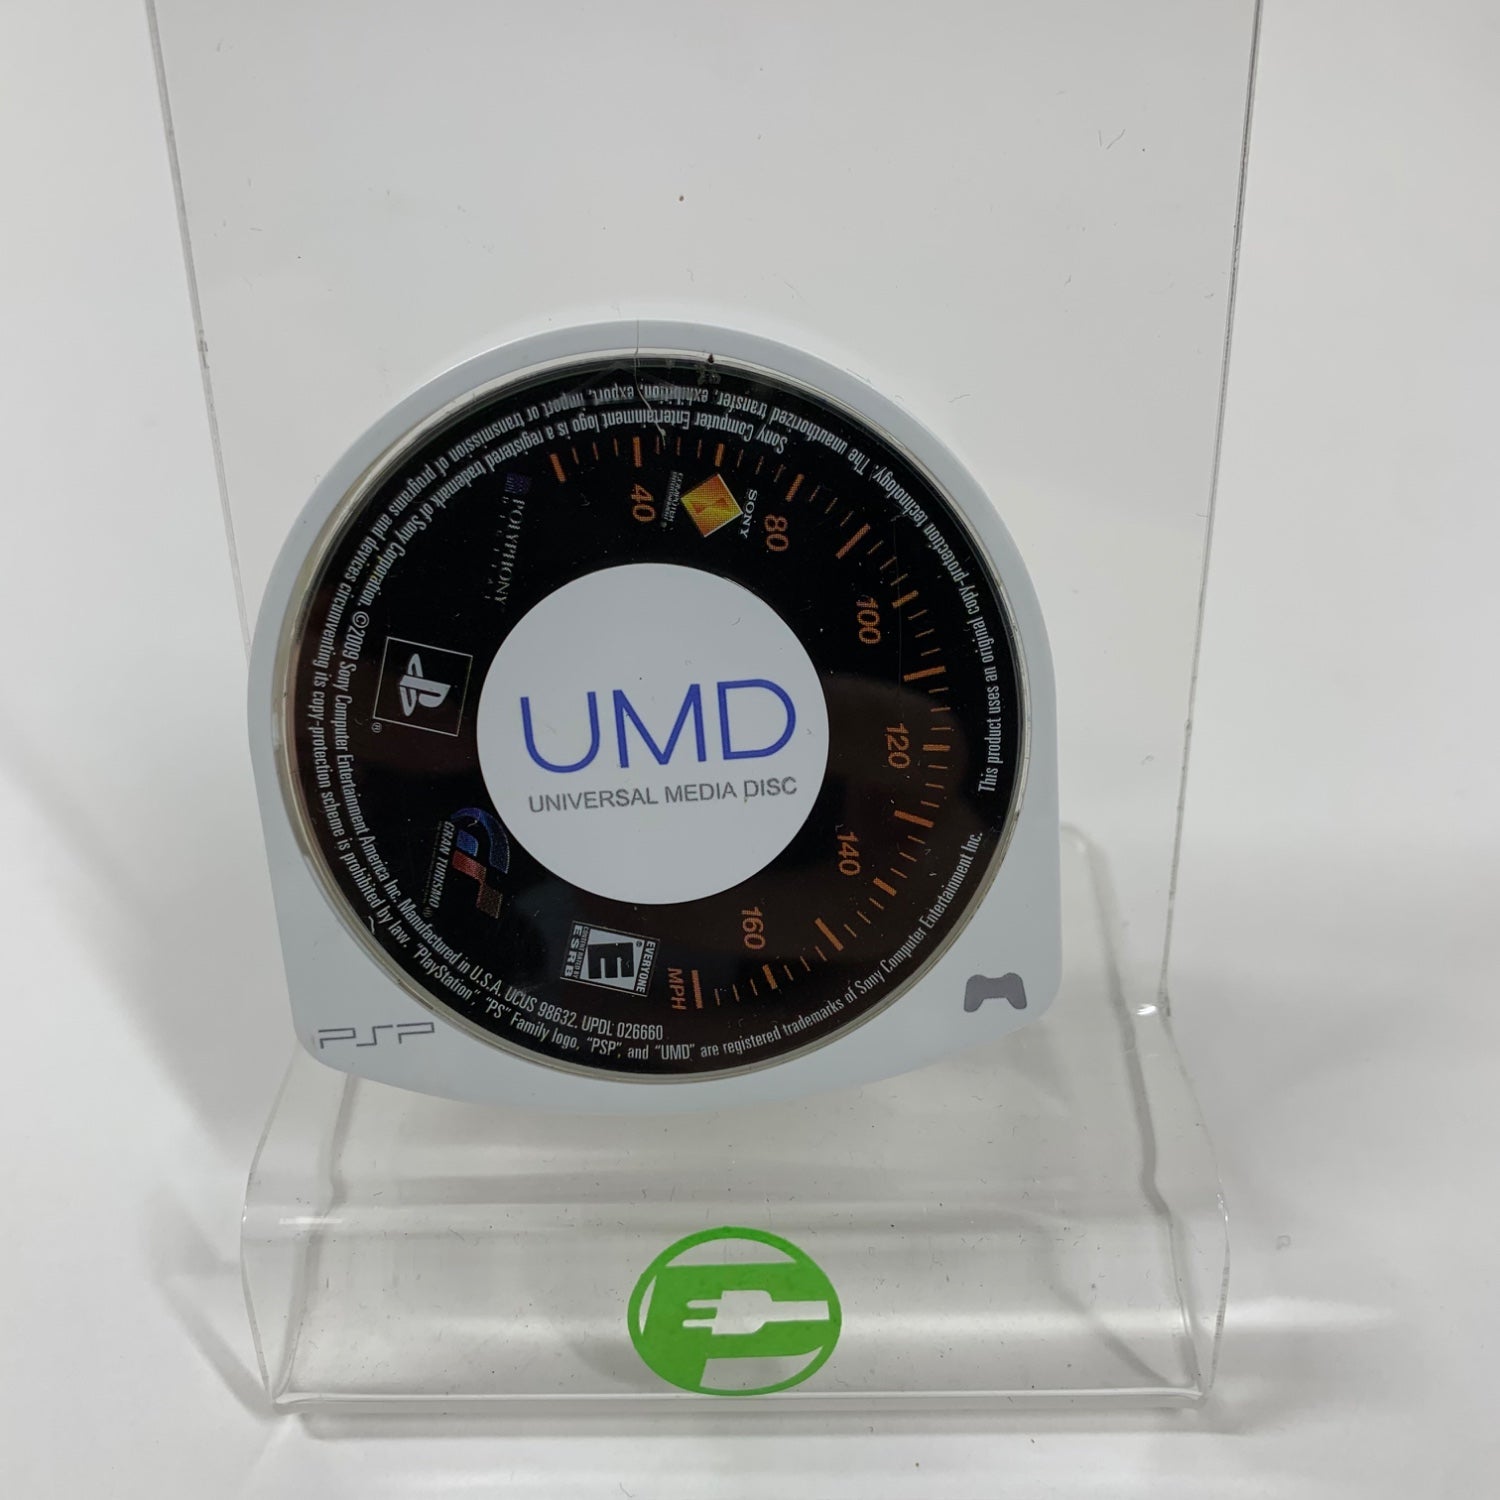 UMD
UNIVERSAL MEDIA DISC
PSP
40
80
100
120
140
160
MPH
SONY
POLYPHONY
GRAN TURISMO
EVERYONE
E
®
CONTENT RATED BY
ESRB
®
This product uses an original copy-protection technology. The unauthorized transfer, exhibition, export, import or transmission of programs and devices circumventing its copy-protection scheme is prohibited by law. "PlayStation", "PS" Family logo, "PSP", and "UMD" are registered trademarks of Sony Computer Entertainment Inc.
Sony Computer Entertainment logo is a registered trademark of Sony Corporation. ©2009 Sony Computer Entertainment America Inc. Manufactured in U.S.A. UCUS 98632. UPDL 026660